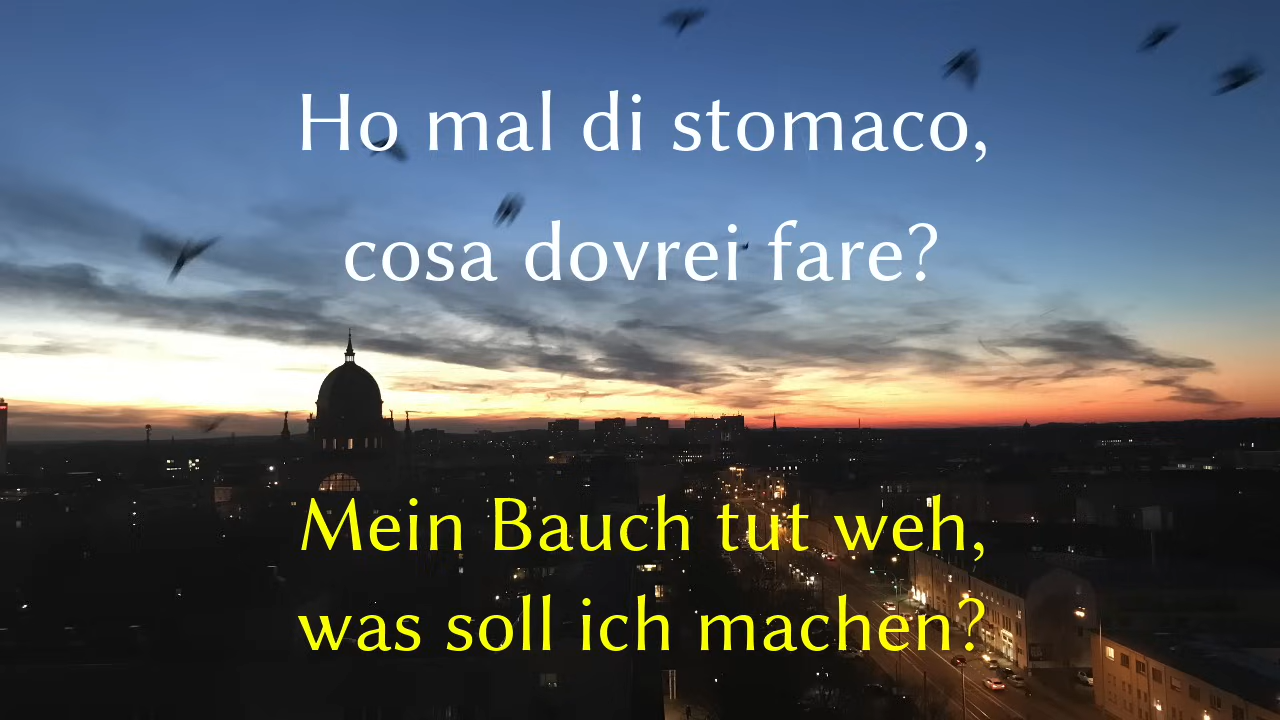 Ho mal di stomaco,
cosa dovrei fare?
Mein Bauch tut weh,
was soll ich machen?